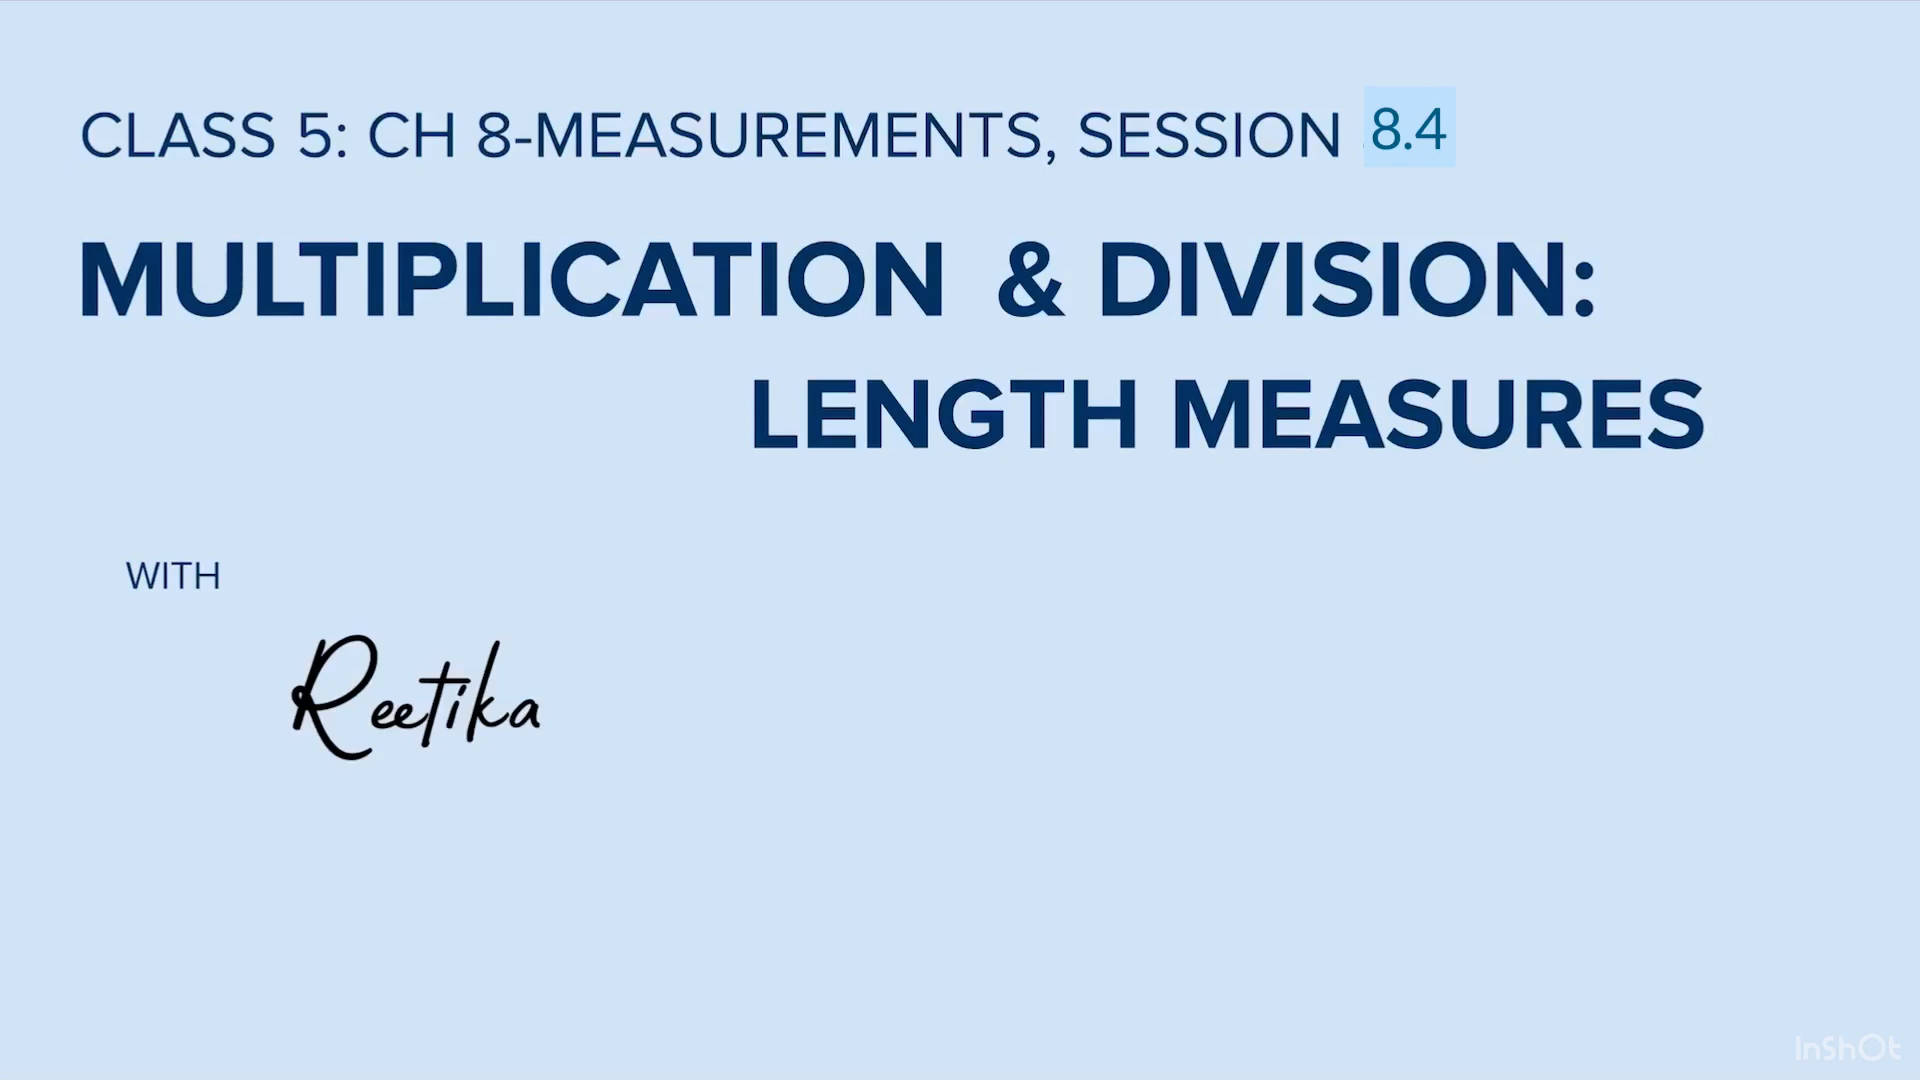 CLASS 5: CH 8-MEASUREMENTS, SESSION 8.4
MULTIPLICATION & DIVISION:
LENGTH MEASURES
WITH
Reetika
InShOt